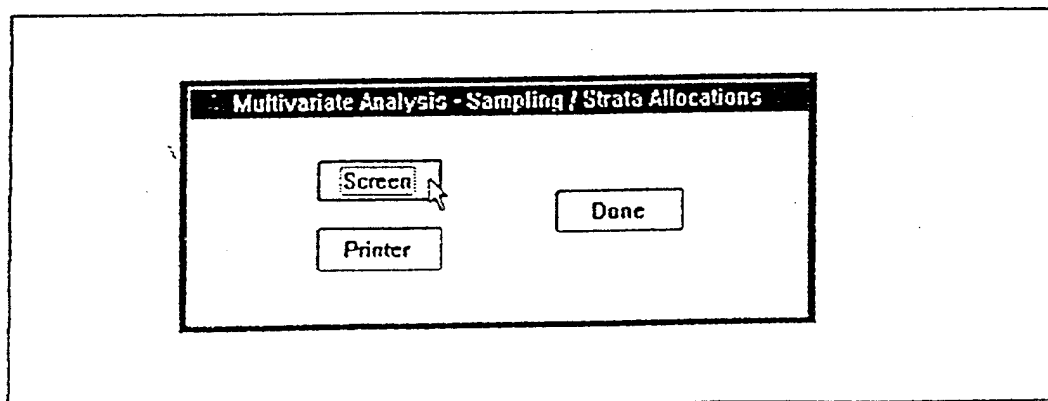 Multivariate Analysis - Sampling / Strata Allocations
Screen
Done
Printer